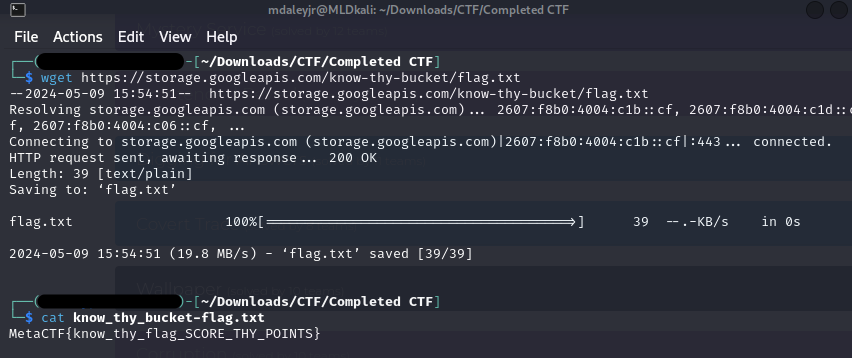 mdaleyjr@MLDkali: ~/Downloads/CTF/Completed CTF
File Actions Edit View Help
┌──( )-[~/Downloads/CTF/Completed CTF]
└─$ wget https://storage.googleapis.com/know-thy-bucket/flag.txt
--2024-05-09 15:54:51--  https://storage.googleapis.com/know-thy-bucket/flag.txt
Resolving storage.googleapis.com (storage.googleapis.com)... 2607:f8b0:4004:c1b::cf, 2607:f8b0:4004:c1d::c
f, 2607:f8b0:4004:c06::cf, ...
Connecting to storage.googleapis.com (storage.googleapis.com)|2607:f8b0:4004:c1b::cf|:443... connected.
HTTP request sent, awaiting response... 200 OK
Length: 39 [text/plain]
Saving to: ‘flag.txt’
flag.txt 100%[===================================>] 39 --.-KB/s in 0s
2024-05-09 15:54:51 (19.8 MB/s) - ‘flag.txt’ saved [39/39]
┌──( )-[~/Downloads/CTF/Completed CTF]
└─$ cat know_thy_bucket-flag.txt
MetaCTF{know_thy_flag_SCORE_THY_POINTS}